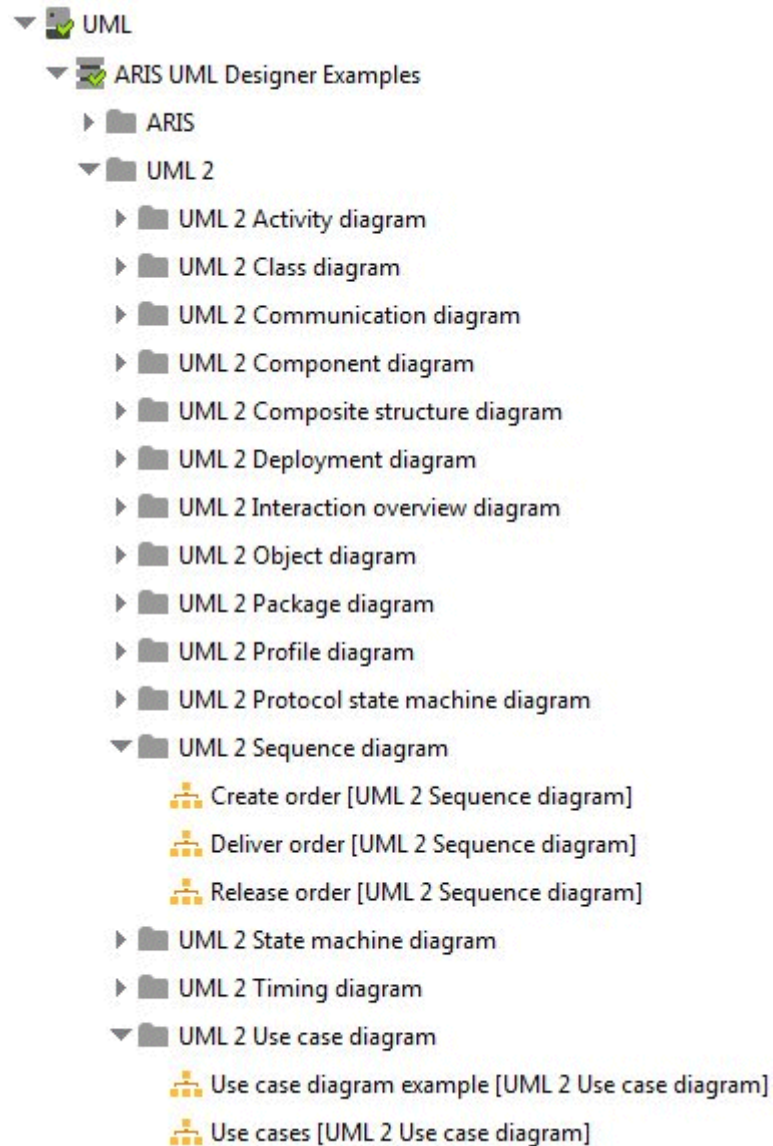 UML
ARIS UML Designer Examples
ARIS
UML 2
UML 2 Activity diagram
UML 2 Class diagram
UML 2 Communication diagram
UML 2 Component diagram
UML 2 Composite structure diagram
UML 2 Deployment diagram
UML 2 Interaction overview diagram
UML 2 Object diagram
UML 2 Package diagram
UML 2 Profile diagram
UML 2 Protocol state machine diagram
UML 2 Sequence diagram
Create order [UML 2 Sequence diagram]
Deliver order [UML 2 Sequence diagram]
Release order [UML 2 Sequence diagram]
UML 2 State machine diagram
UML 2 Timing diagram
UML 2 Use case diagram
Use case diagram example [UML 2 Use case diagram]
Use cases [UML 2 Use case diagram]